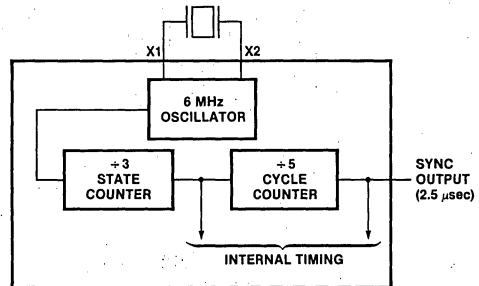 X1 X2
6 MHz
OSCILLATOR
÷3
STATE
COUNTER
÷5
CYCLE
COUNTER
SYNC
OUTPUT
(2.5 μsec)
INTERNAL TIMING